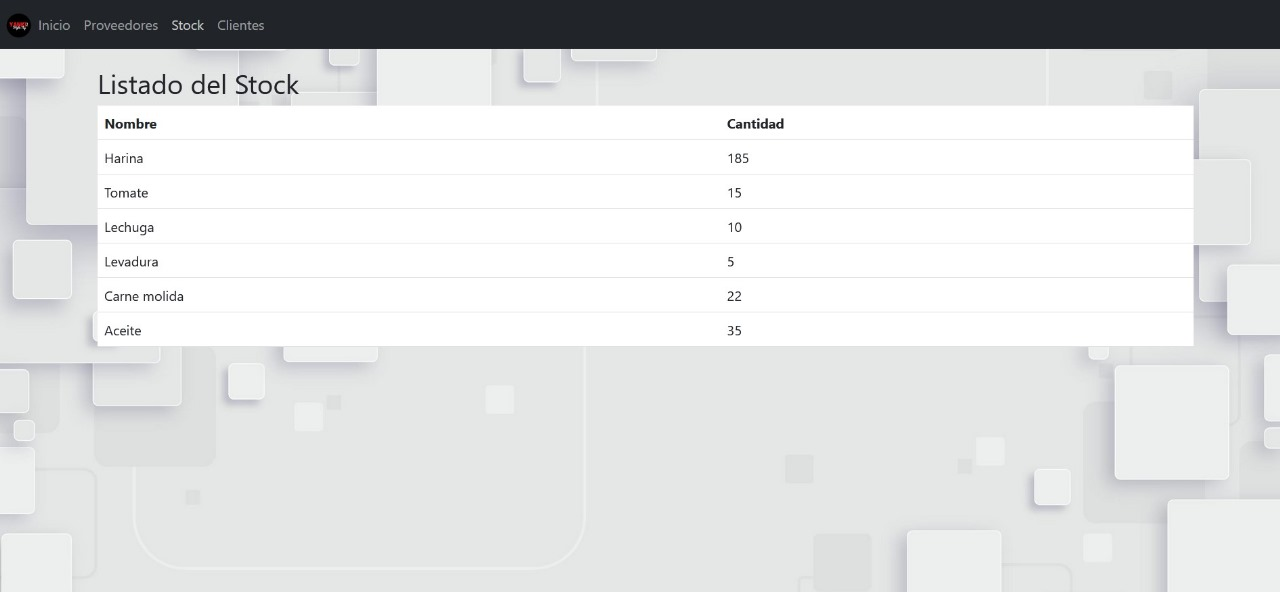 Inicio Proveedores Stock Clientes
Listado del Stock
Nombre Cantidad
Harina 185
Tomate 15
Lechuga 10
Levadura 5
Carne molida 22
Aceite 35